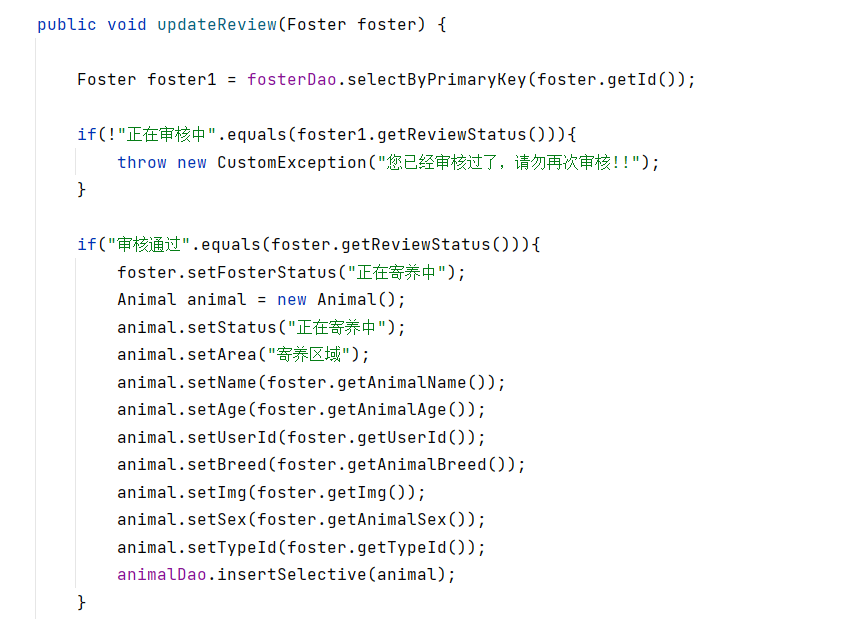 public void updateReview(Foster foster) {
Foster foster1 = fosterDao.selectByPrimaryKey(foster.getId());
if(!"正在审核中".equals(foster1.getReviewStatus())){
throw new CustomException("您已经审核过了，请勿再次审核!!");
}
if("审核通过".equals(foster.getReviewStatus())){
foster.setFosterStatus("正在寄养中");
Animal animal = new Animal();
animal.setStatus("正在寄养中");
animal.setArea("寄养区域");
animal.setName(foster.getAnimalName());
animal.setAge(foster.getAnimalAge());
animal.setUserId(foster.getUserId());
animal.setBreed(foster.getAnimalBreed());
animal.setImg(foster.getImg());
animal.setSex(foster.getAnimalSex());
animal.setTypeId(foster.getTypeId());
animalDao.insertSelective(animal);
}